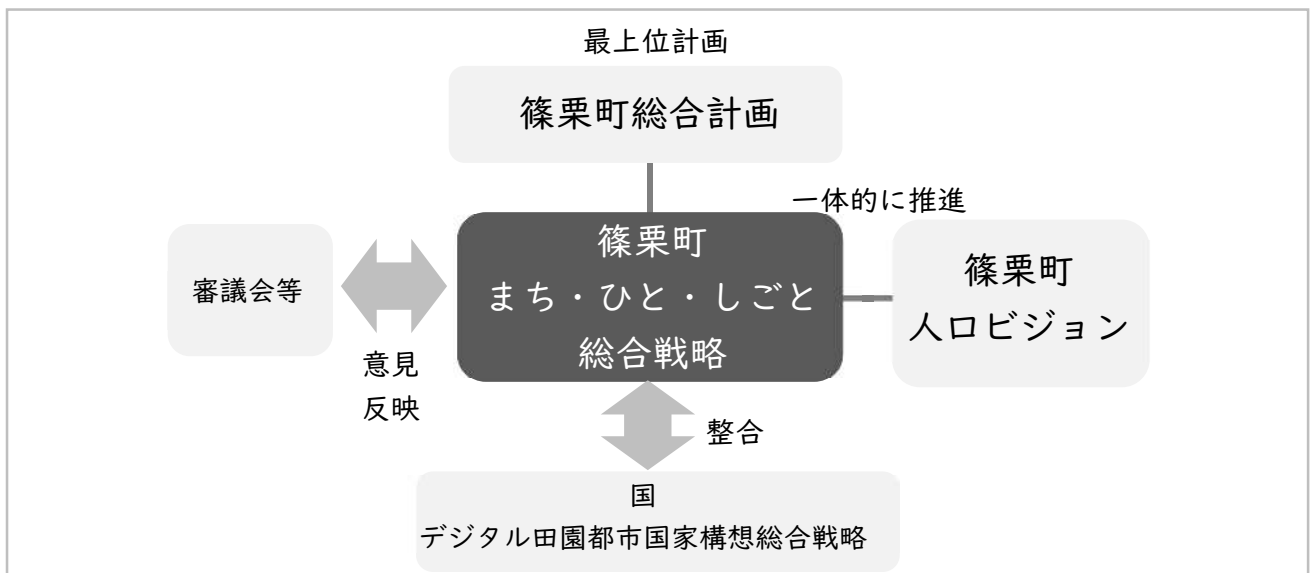 最上位計画
篠栗町総合計画
一体的に推進
篠栗町
まち・ひと・しごと
総合戦略
審議会等
意見
反映
篠栗町
人口ビジョン
整合
国
デジタル田園都市国家構想総合戦略